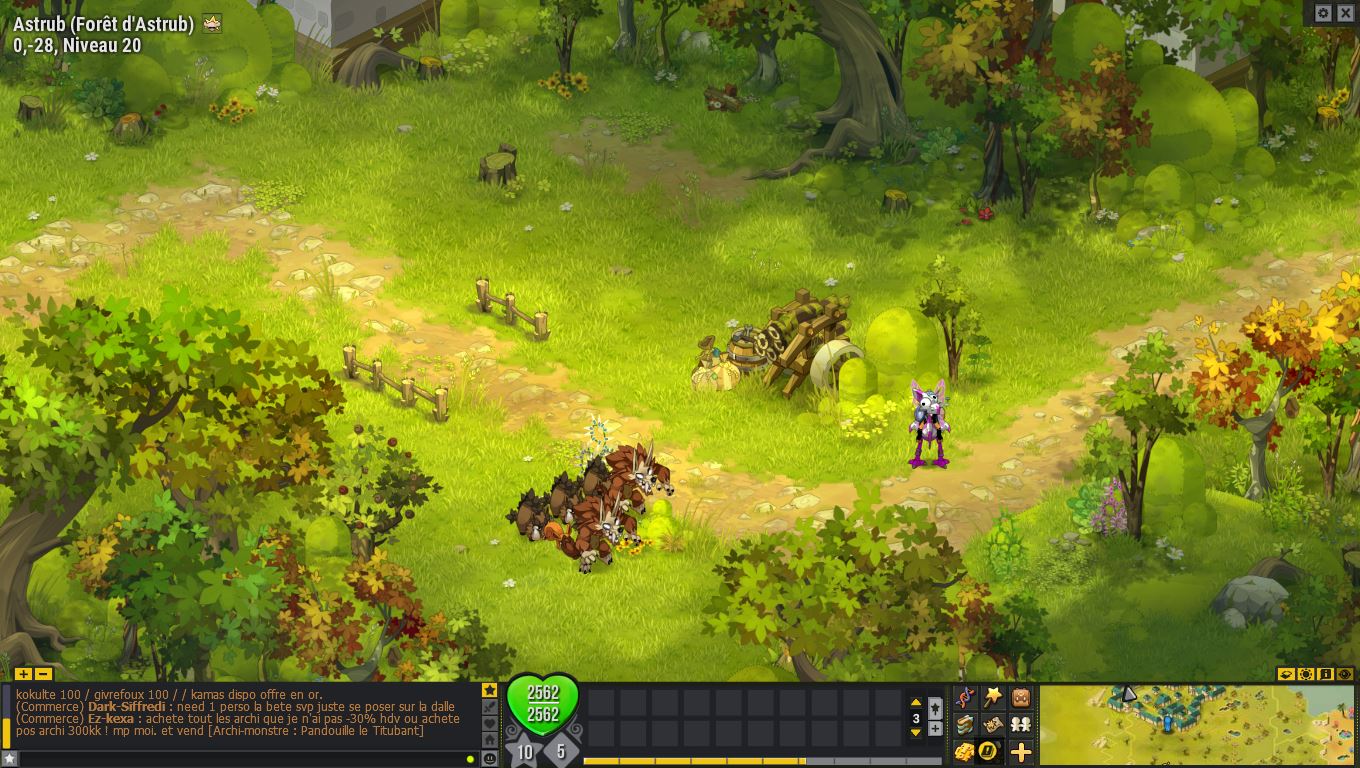 Astrub (Forêt d'Astrub)
0,-28, Niveau 20
kokulte 100 / givrefoux 100 / / kamas dispo offre en or.
(Commerce) Dark-Siffredi : need 1 perso la bete svp juste se poser sur la dalle
(Commerce) Ez-kexa : achete tout les archi que je n'ai pas -30% hdv ou achete
pos archi 300kk ! mp moi. et vend [Archi-monstre : Pandouille le Titubant]
2562
2562
10
5
3